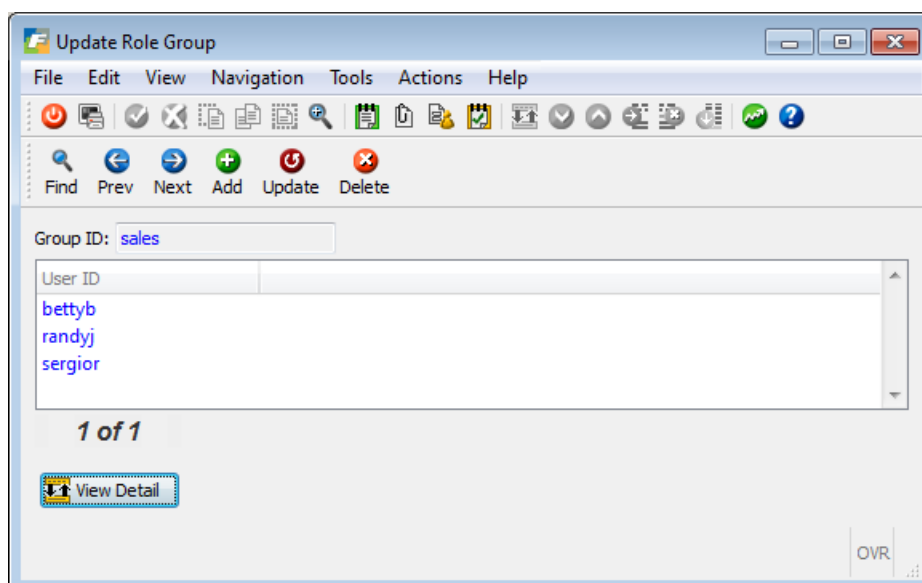 Update Role Group
File Edit View Navigation Tools Actions Help
Find Prev Next Add Update Delete
Group ID: sales
User ID
bettyb
randyj
sergior
1 of 1
View Detail
OVR